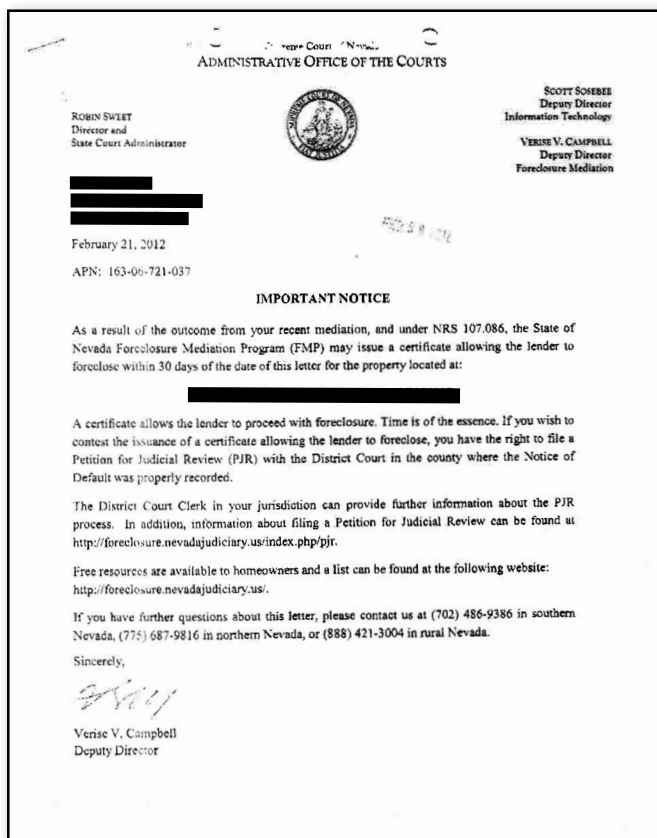 Supreme Court of Nevada
ADMINISTRATIVE OFFICE OF THE COURTS
ROBIN SWEET
Director and
State Court Administrator
SCOTT SOSEBEE
Deputy Director
Information Technology
VERISE V. CAMPBELL
Deputy Director
Foreclosure Mediation
SUPREME COURT OF NEVADA
February 21, 2012
APN: 163-06-721-037
IMPORTANT NOTICE
As a result of the outcome from your recent mediation, and under NRS 107.086, the State of
Nevada Foreclosure Mediation Program (FMP) may issue a certificate allowing the lender to
foreclose within 30 days of the date of this letter for the property located at:
A certificate allows the lender to proceed with foreclosure. Time is of the essence. If you wish to
contest the issuance of a certificate allowing the lender to foreclose, you have the right to file a
Petition for Judicial Review (PJR) with the District Court in the county where the Notice of
Default was properly recorded.
The District Court Clerk in your jurisdiction can provide further information about the PJR
process. In addition, information about filing a Petition for Judicial Review can be found at
http://foreclosure.nevadajudiciary.us/index.php/pjr.
Free resources are available to homeowners and a list can be found at the following website:
http://foreclosure.nevadajudiciary.us/.
If you have further questions about this letter, please contact us at (702) 486-9386 in southern
Nevada, (775) 687-9816 in northern Nevada, or (888) 421-3004 in rural Nevada.
Sincerely,
Verise V. Campbell
Deputy Director